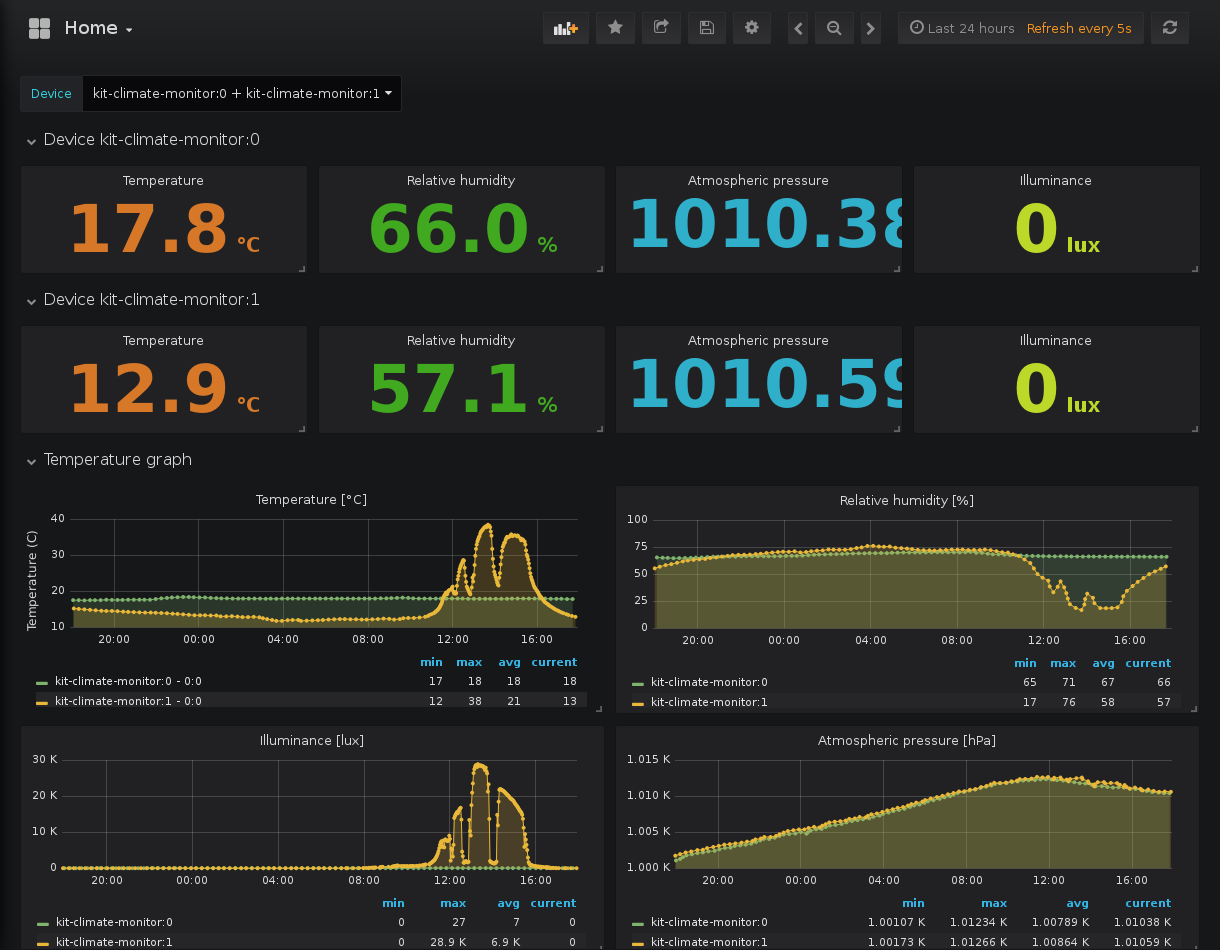 Home
Last 24 hours Refresh every 5s
Device kit-climate-monitor:0 + kit-climate-monitor:1
Device kit-climate-monitor:0
Temperature Relative humidity Atmospheric pressure Illuminance
17.8 °C 66.0 % 1010.38 0 lux
Device kit-climate-monitor:1
Temperature Relative humidity Atmospheric pressure Illuminance
12.9 °C 57.1 % 1010.59 0 lux
Temperature graph
Temperature [°C]
Temperature (C)
40
30
20
10
20:00 00:00 04:00 08:00 12:00 16:00
min max avg current
kit-climate-monitor:0 - 0:0 17 18 18 18
kit-climate-monitor:1 - 0:0 12 38 21 13
Relative humidity [%]
100
75
50
25
0
20:00 00:00 04:00 08:00 12:00 16:00
min max avg current
kit-climate-monitor:0 65 71 67 66
kit-climate-monitor:1 17 76 58 57
Illuminance [lux]
30 K
20 K
10 K
0
20:00 00:00 04:00 08:00 12:00 16:00
min max avg current
kit-climate-monitor:0 0 27 7 0
kit-climate-monitor:1 0 28.9 K 6.9 K 0
Atmospheric pressure [hPa]
1.015 K
1.010 K
1.005 K
1.000 K
20:00 00:00 04:00 08:00 12:00 16:00
min max avg current
kit-climate-monitor:0 1.00107 K 1.01234 K 1.00789 K 1.01038 K
kit-climate-monitor:1 1.00173 K 1.01266 K 1.00864 K 1.01059 K